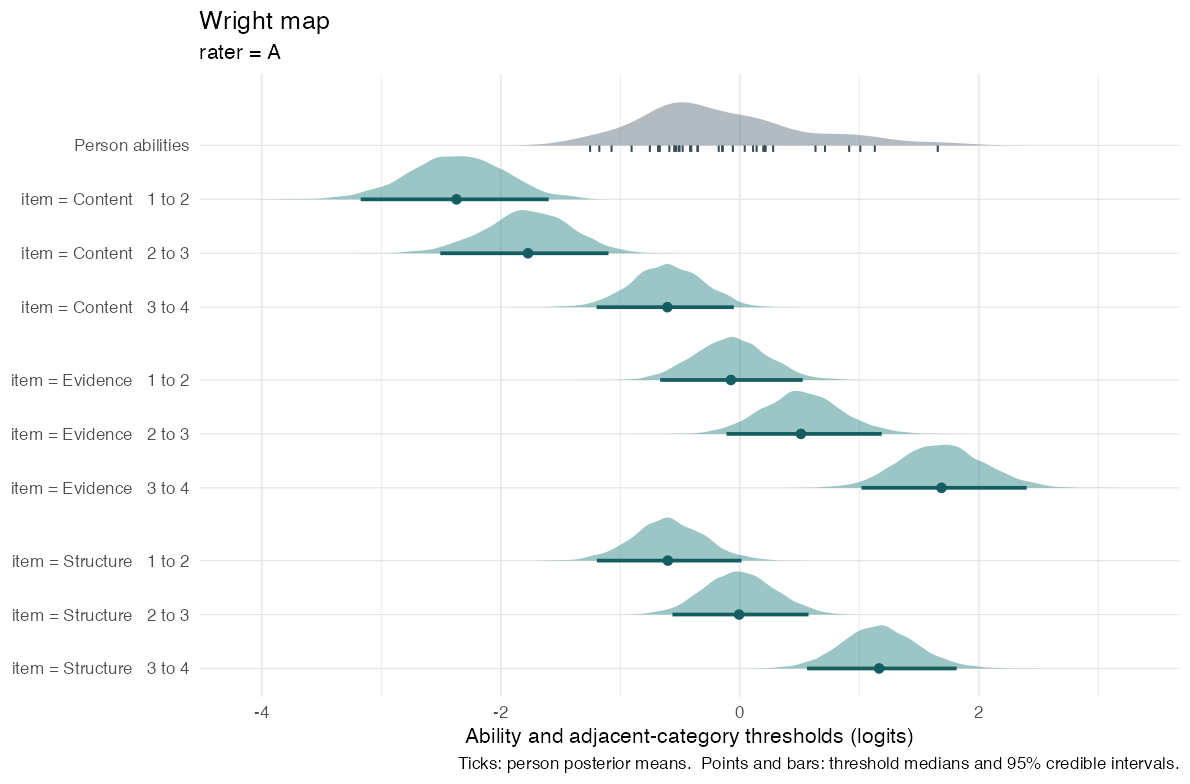 Wright map
rater = A
Person abilities
item = Content 1 to 2
item = Content 2 to 3
item = Content 3 to 4
item = Evidence 1 to 2
item = Evidence 2 to 3
item = Evidence 3 to 4
item = Structure 1 to 2
item = Structure 2 to 3
item = Structure 3 to 4
-4 -2 0 2
Ability and adjacent-category thresholds (logits)
Ticks: person posterior means. Points and bars: threshold medians and 95% credible intervals.